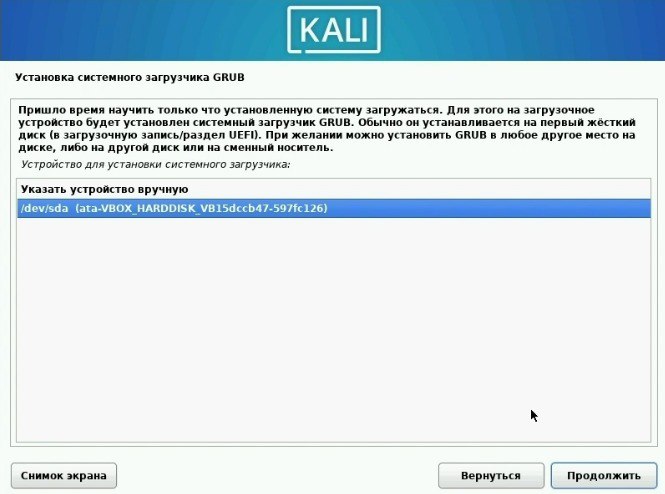 KALI
Установка системного загрузчика GRUB
Пришло время научить только что установленную систему загружаться. Для этого на загрузочное
устройство будет установлен системный загрузчик GRUB. Обычно он устанавливается на первый жёсткий
диск (в загрузочную запись/раздел UEFI). При желании можно установить GRUB в любое другое место на
диске, либо на другой диск или на сменный носитель.
Устройство для установки системного загрузчика:
Указать устройство вручную
/dev/sda (ata-VBOX_HARDDISK_VB15dccb47-597fc126)
Снимок экрана
Вернуться
Продолжить